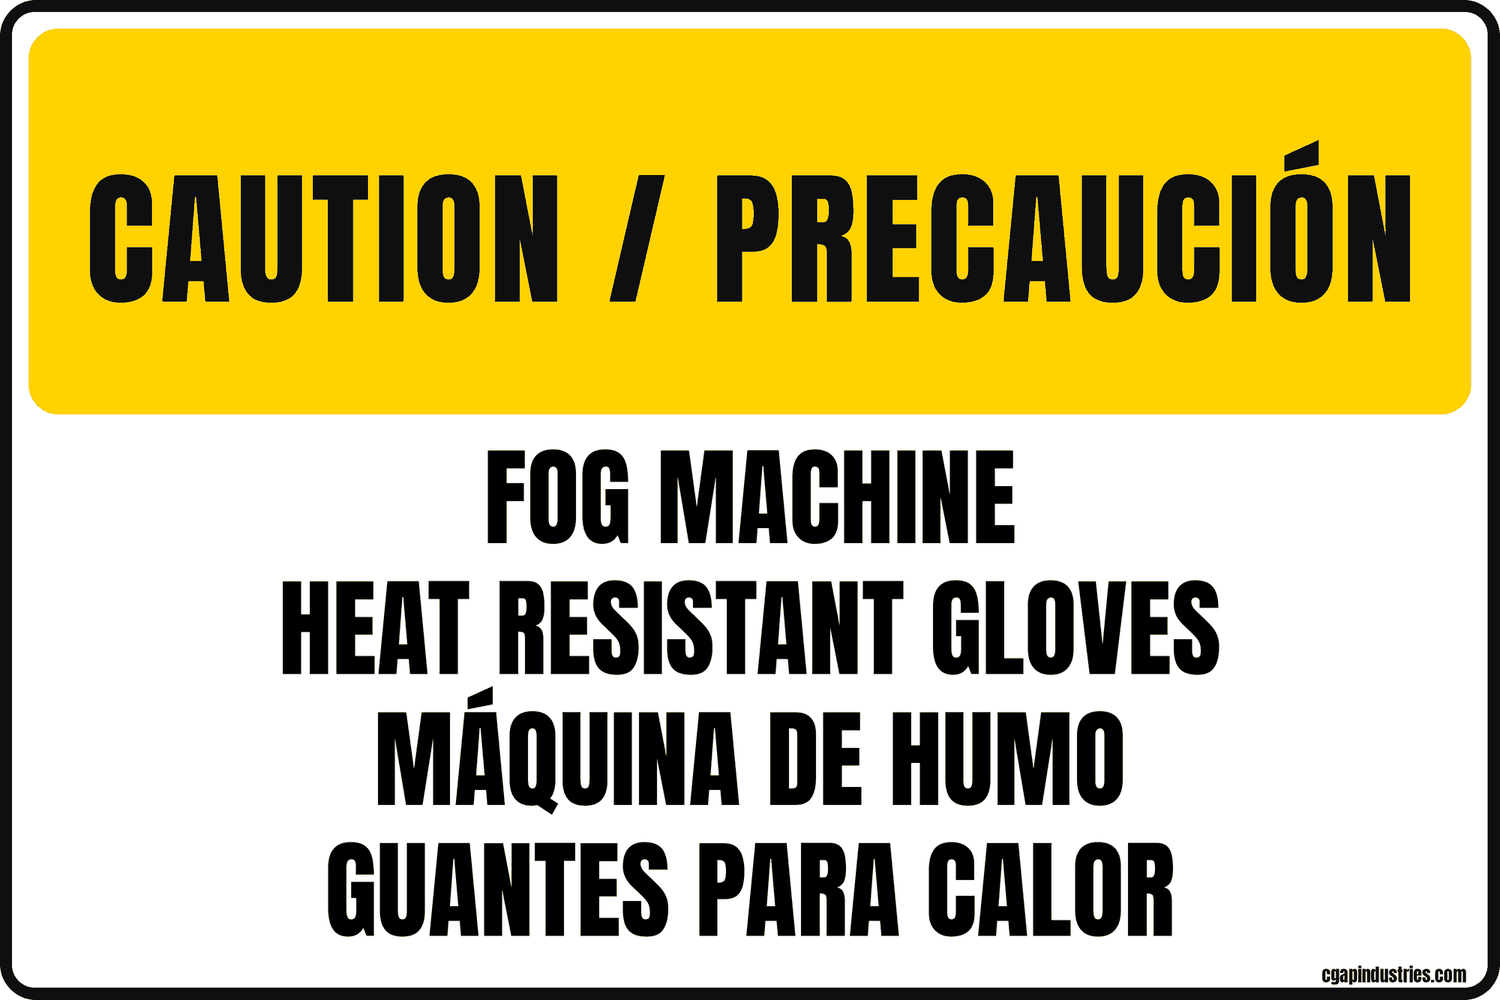 CAUTION / PRECAUCIÓN
FOG MACHINE
HEAT RESISTANT GLOVES
MÁQUINA DE HUMO
GUANTES PARA CALOR
cgapindustries.com